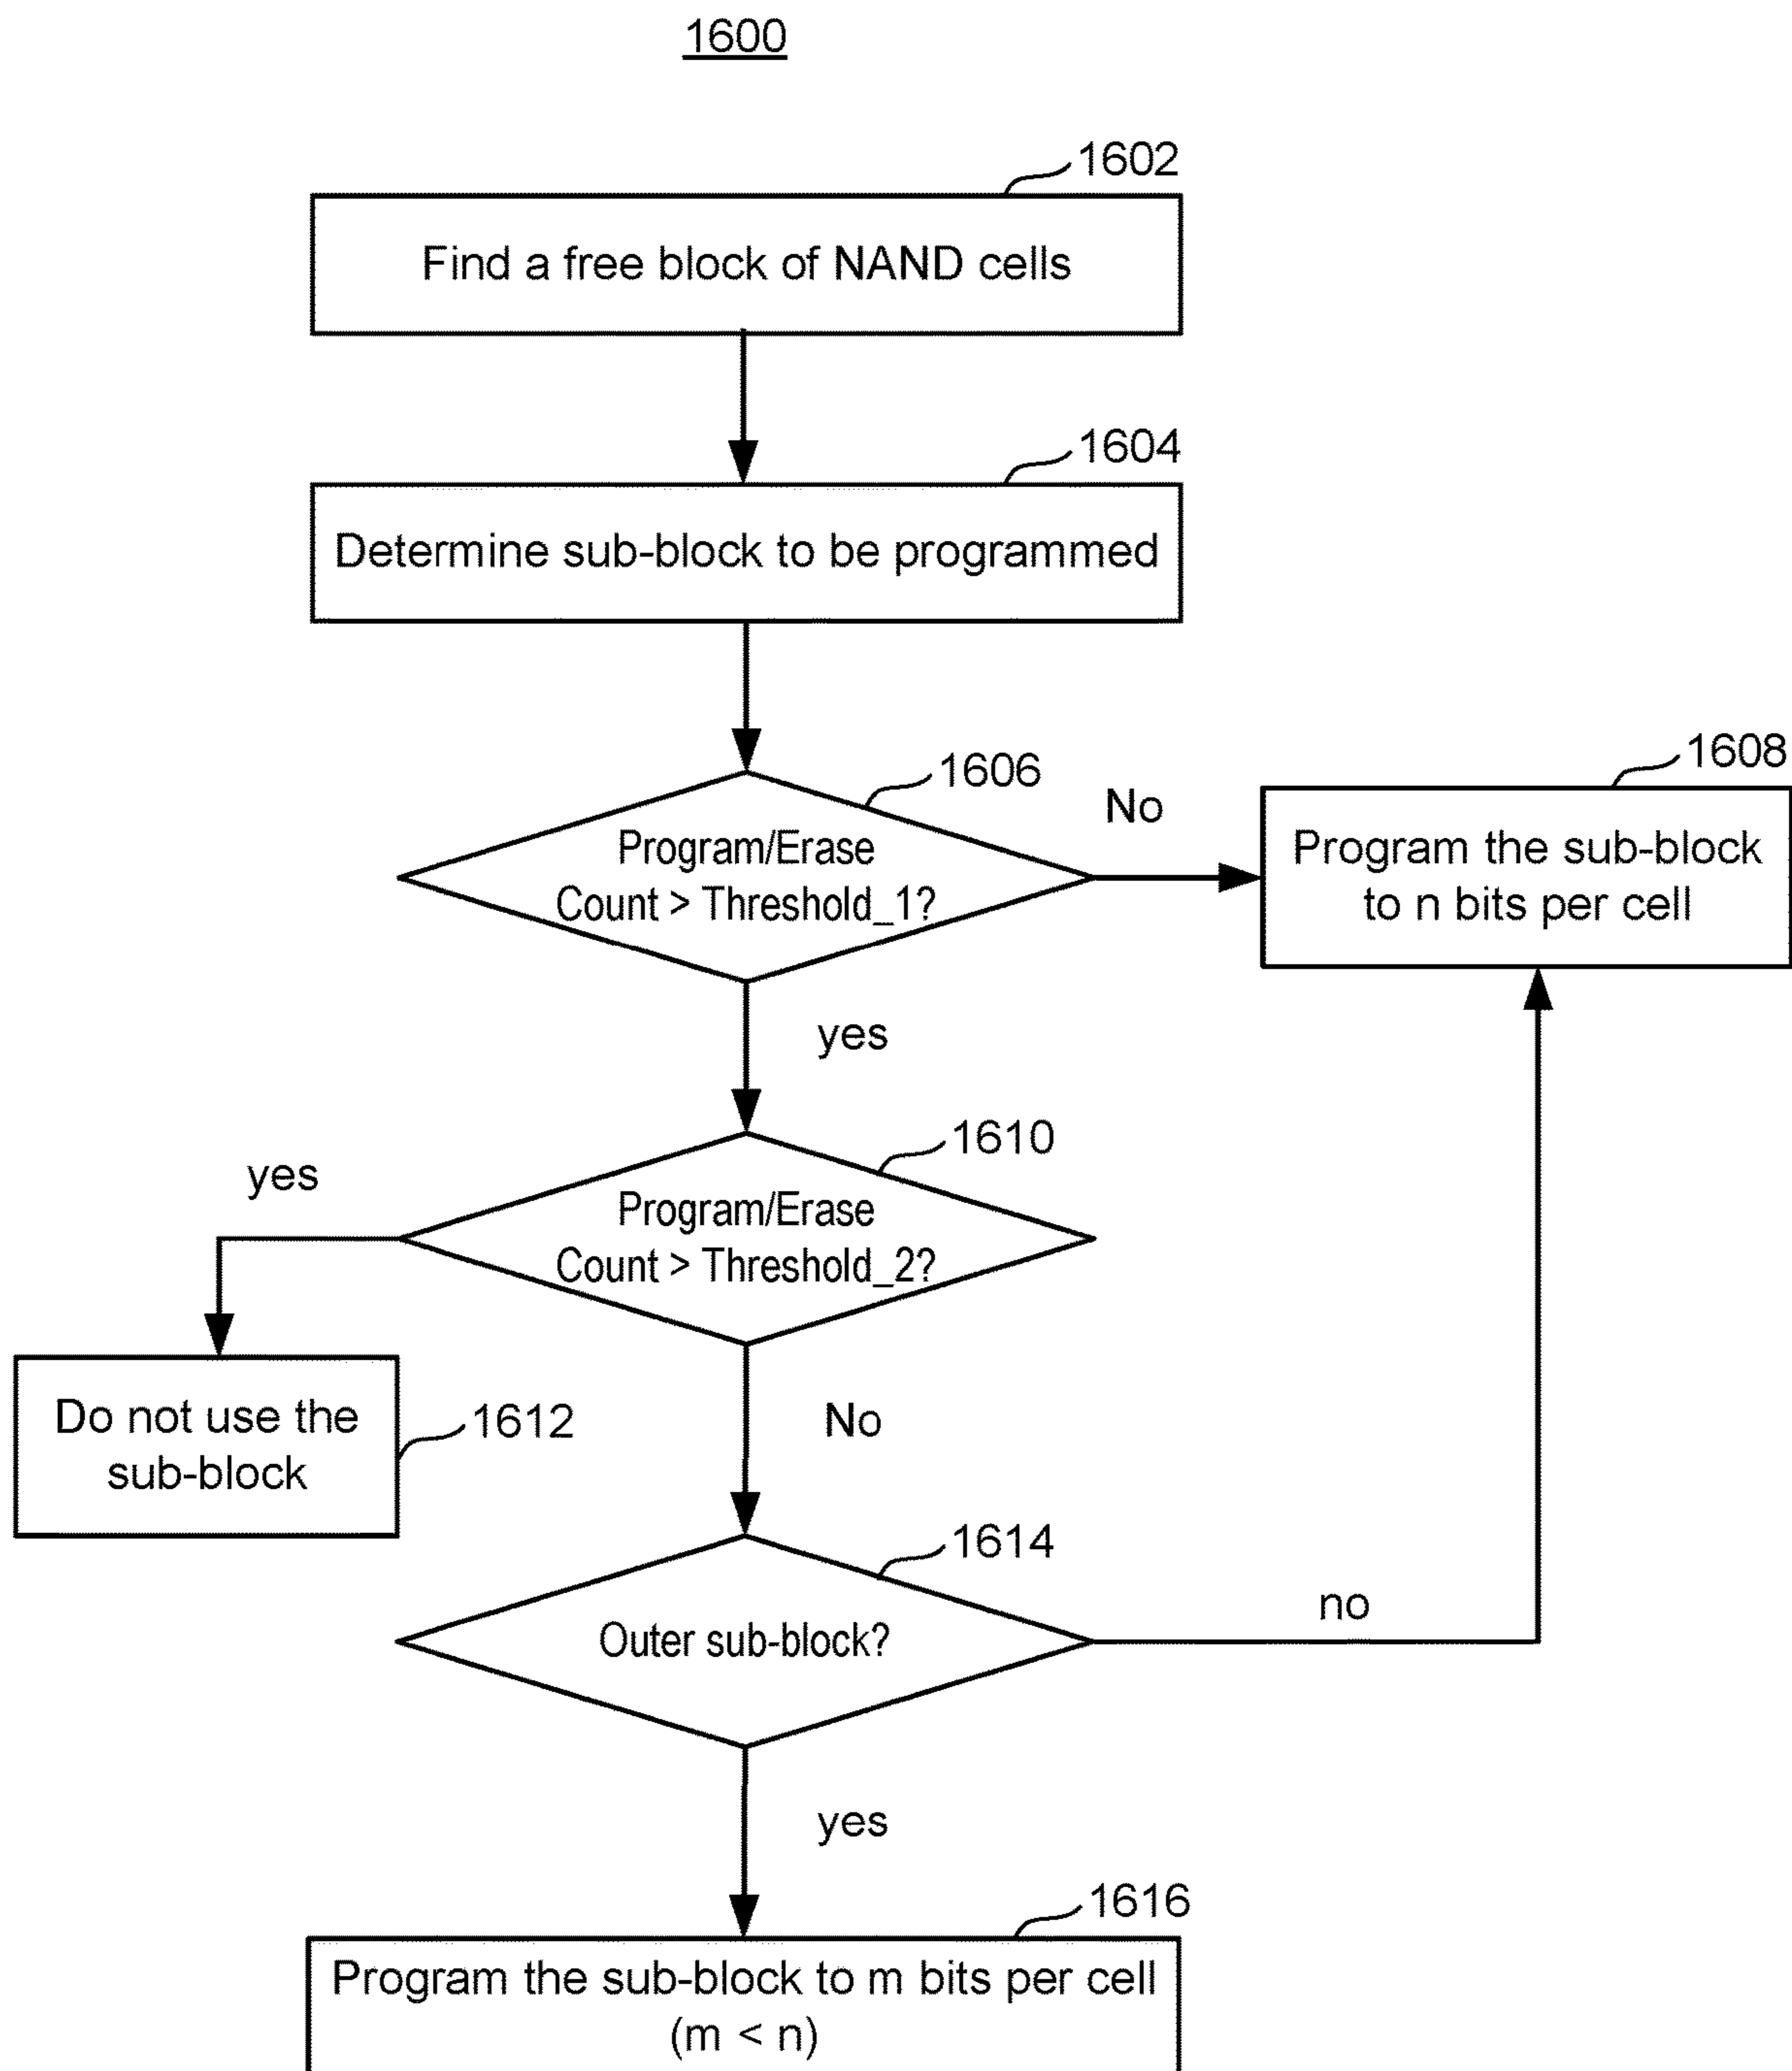 1600
1602
Find a free block of NAND cells
1604
Determine sub-block to be programmed
1606
Program/Erase
Count > Threshold_1?
No
1608
Program the sub-block
to n bits per cell
yes
1610
Program/Erase
Count > Threshold_2?
yes
Do not use the
sub-block
1612
No
1614
Outer sub-block?
no
yes
1616
Program the sub-block to m bits per cell
(m < n)